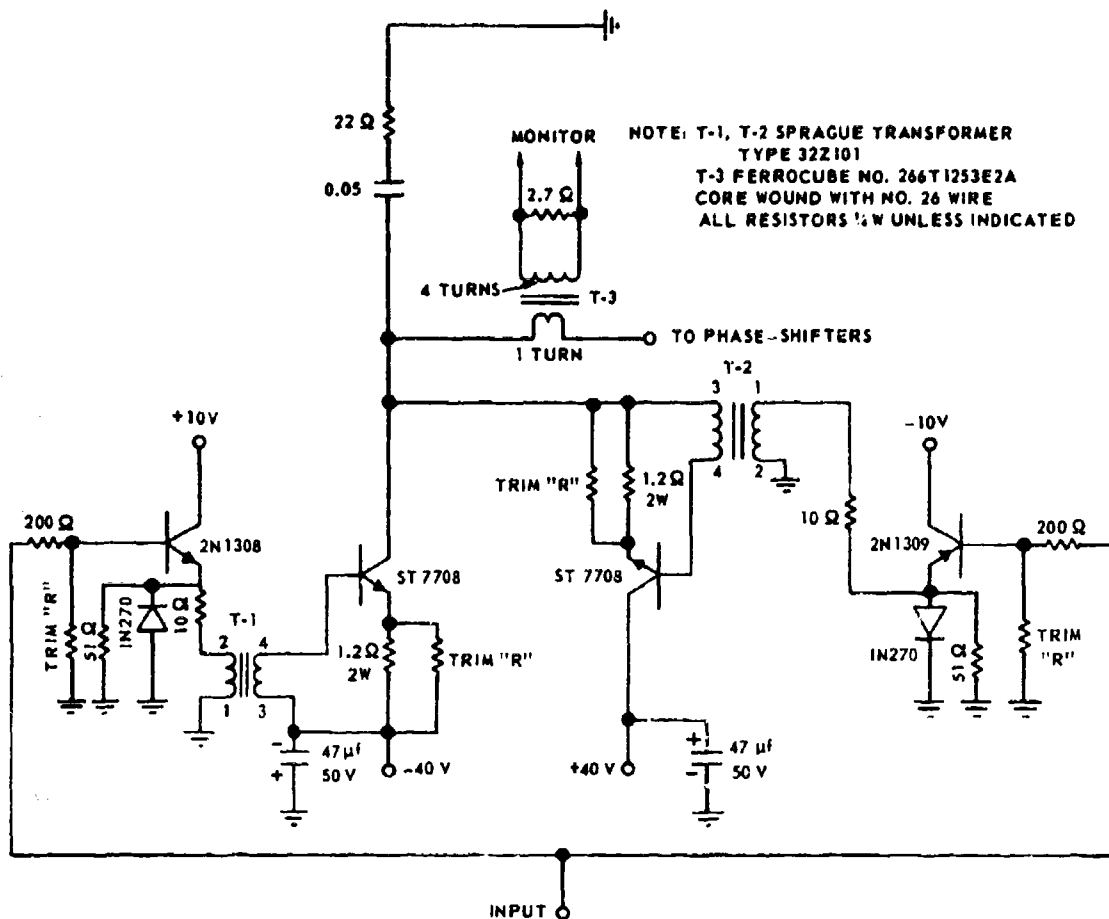 22 Ω
0.05
MONITOR
2.7 Ω
4 TURNS
T-3
1 TURN
TO PHASE-SHIFTERS
NOTE: T-1, T-2 SPRAGUE TRANSFORMER
TYPE 32Z101
T-3 FERROCUBE NO. 266T1253E2A
CORE WOUND WITH NO. 26 WIRE
ALL RESISTORS ¼W UNLESS INDICATED
T-2
3
1
4
2
+10V
200 Ω
2N1308
TRIM "R"
51 Ω
IN270
10 Ω
T-1
2
4
1
3
ST 7708
1.2 Ω
2W
TRIM "R"
-
47 µf
+
50 V
-40 V
TRIM "R"
1.2 Ω
2W
ST 7708
+40 V
+
47 µf
-
50 V
10 Ω
-10V
2N1309
200 Ω
IN270
51 Ω
TRIM
"R"
INPUT